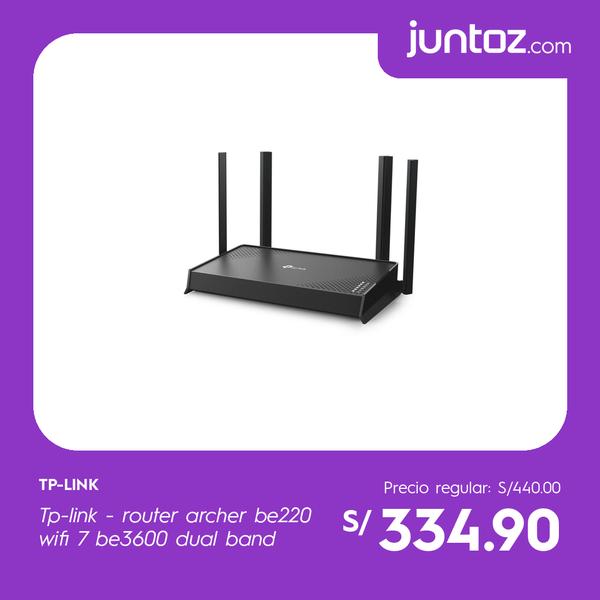 juntoz.com
TP-LINK
Tp-link - router archer be220
wifi 7 be3600 dual band
Precio regular: S/440.00
S/ 334.90